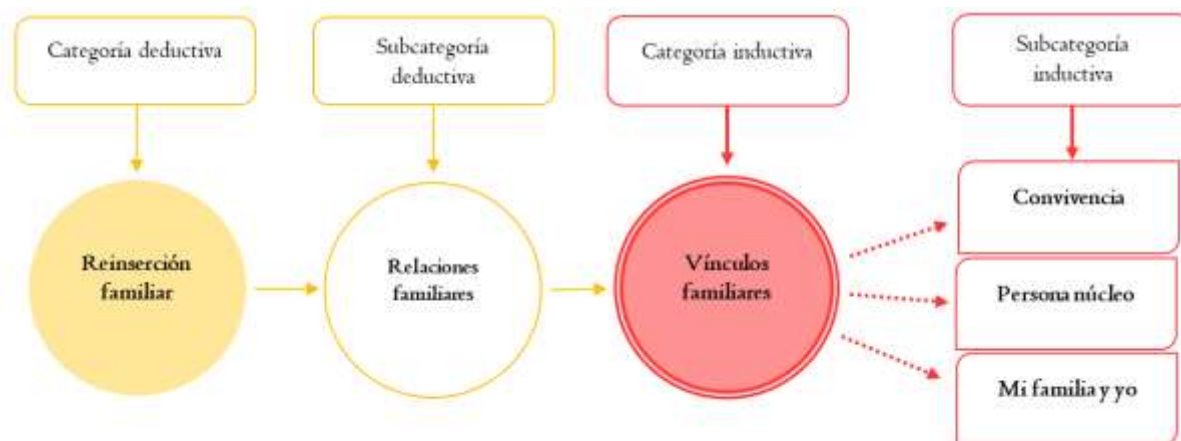 Categoría deductiva
Subcategoría
deductiva
Categoría inductiva
Subcategoría
inductiva
Reinserción
familiar
Relaciones
familiares
Vínculos
familiares
Convivencia
Persona núcleo
Mi familia y yo